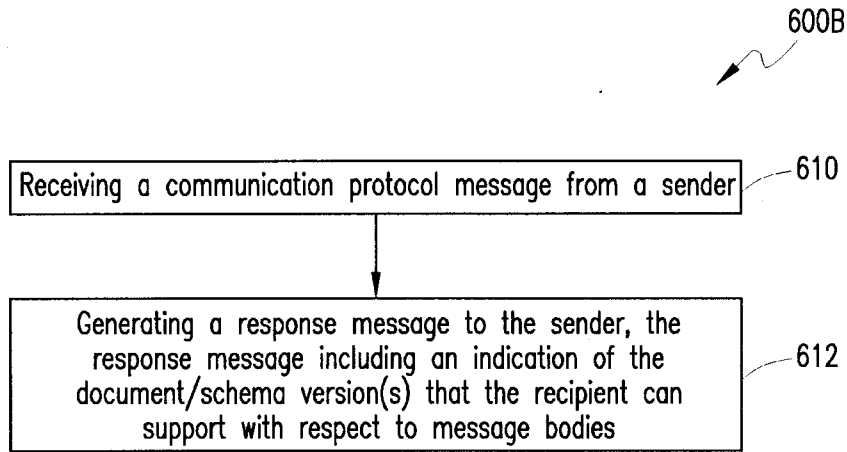 600B
Receiving a communication protocol message from a sender
610
Generating a response message to the sender, the
response message including an indication of the
document/schema version(s) that the recipient can
support with respect to message bodies
612